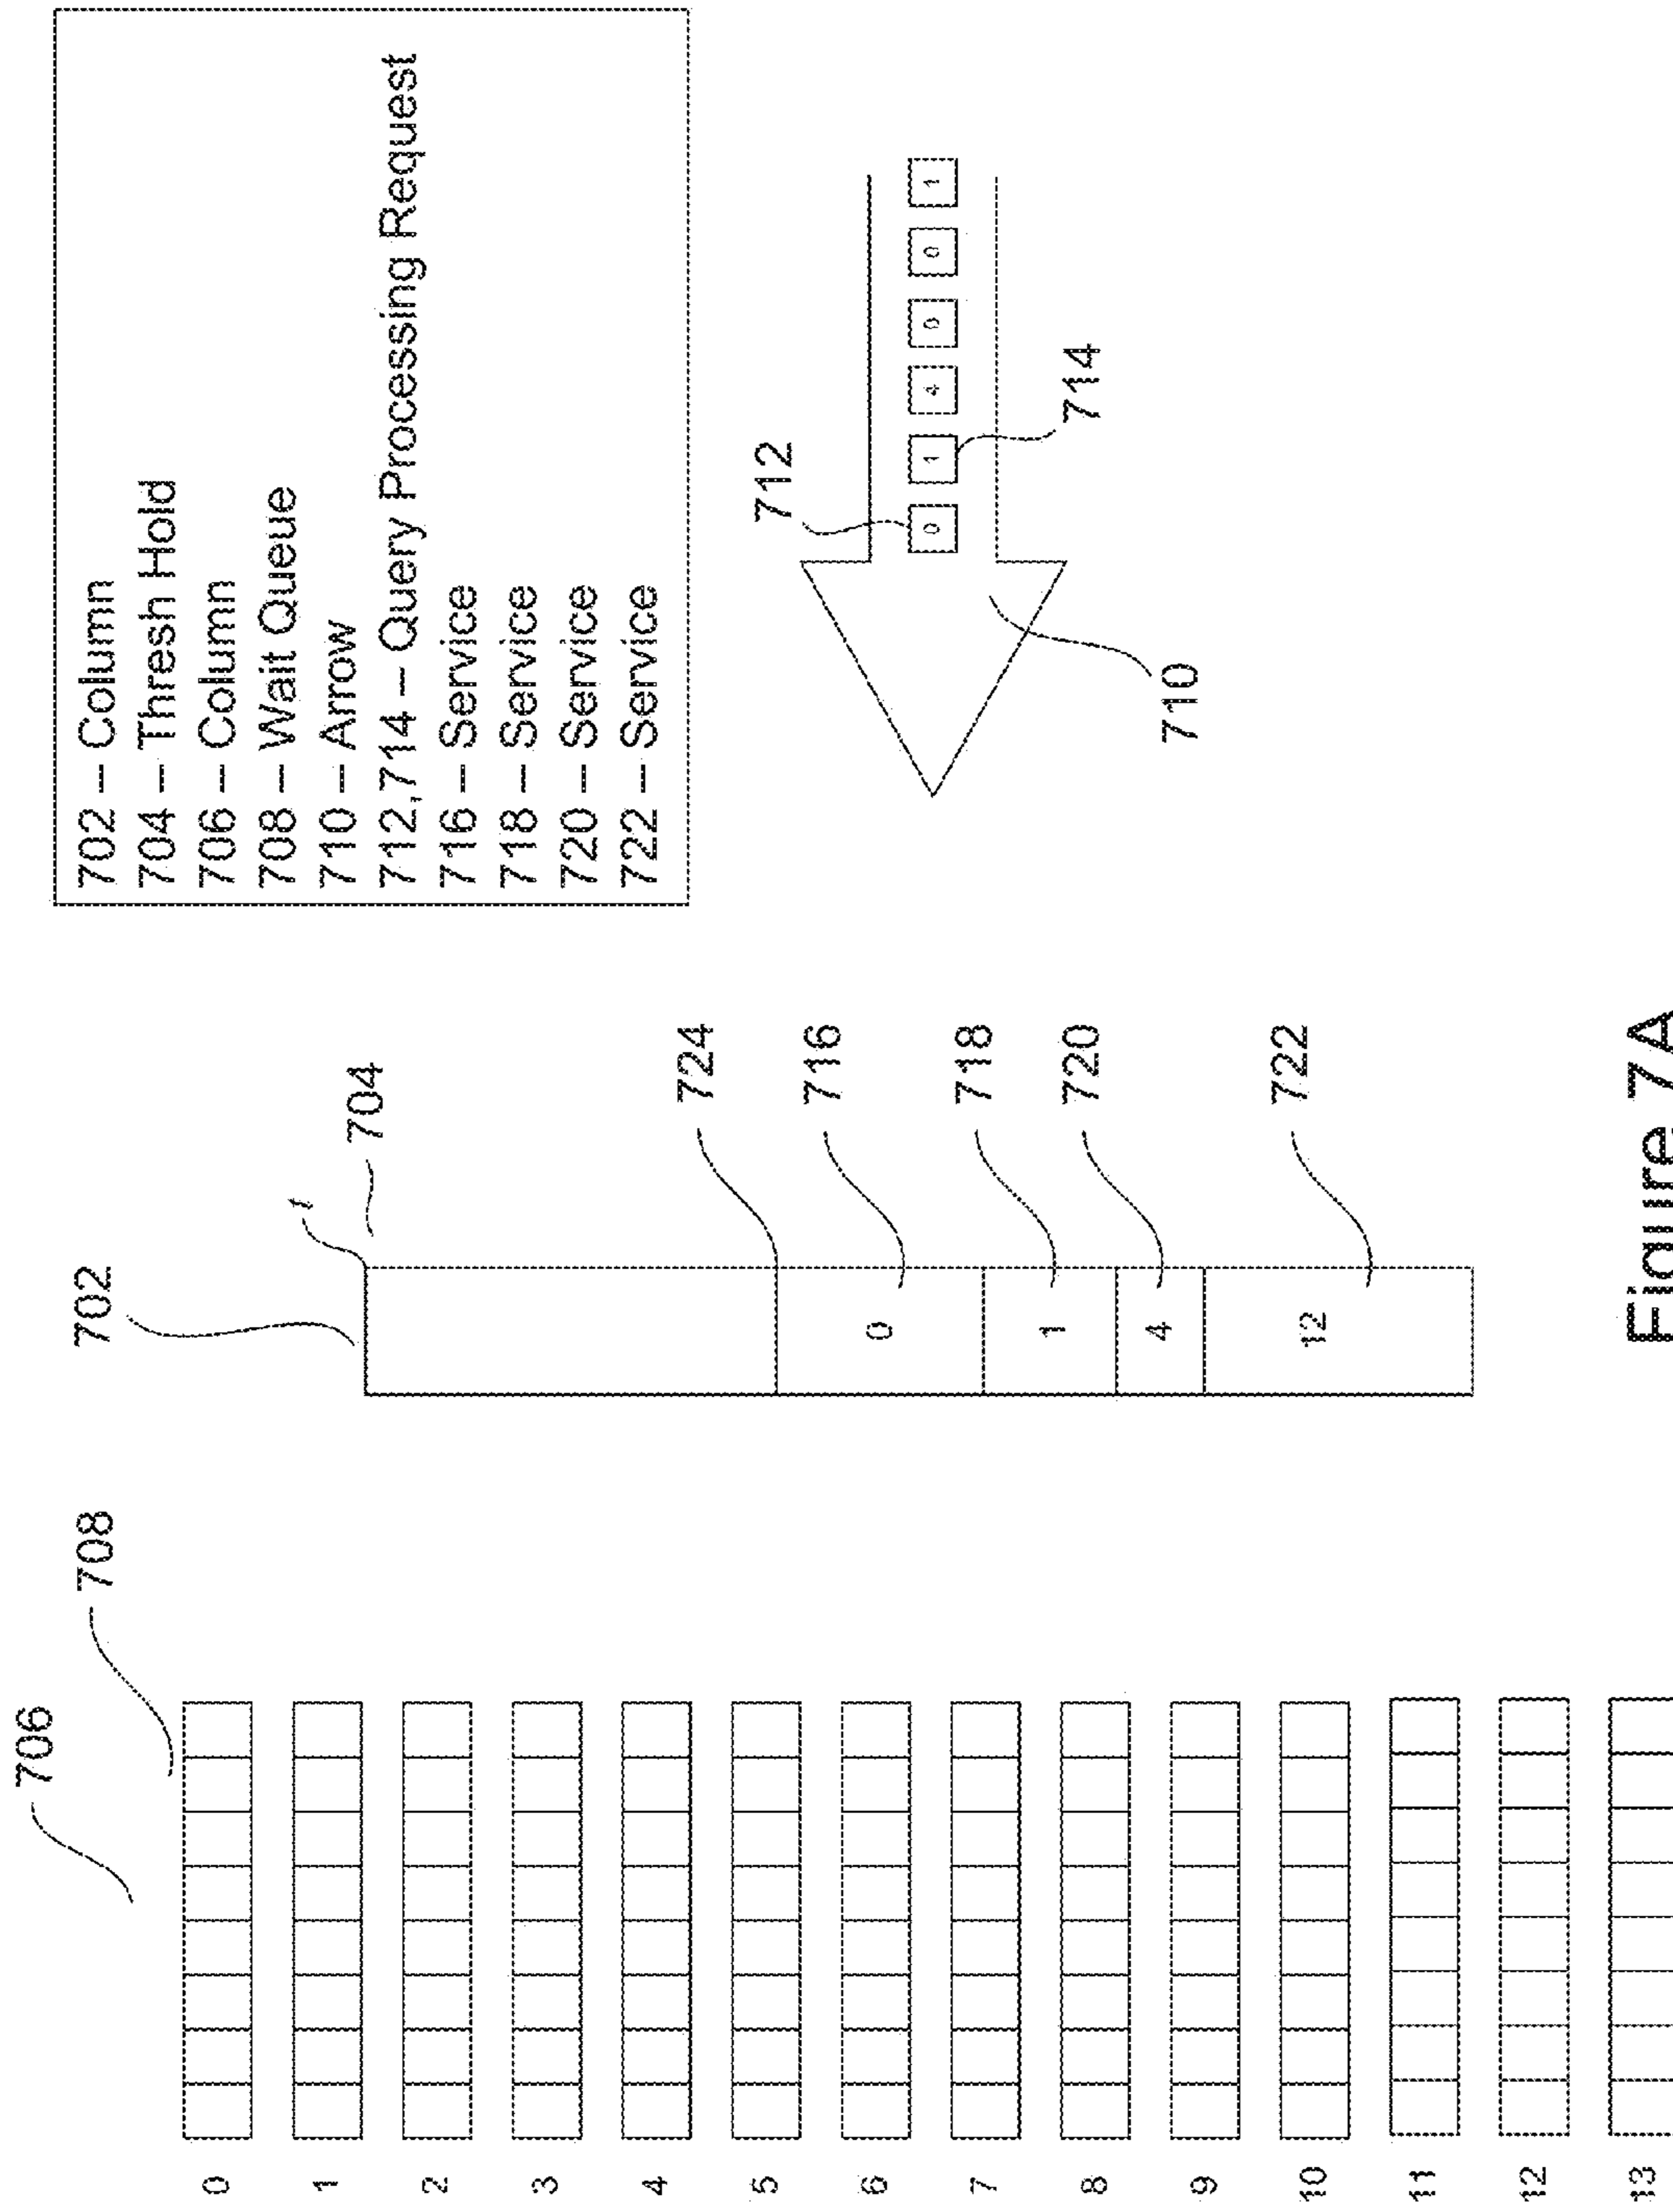 706
708
702
t
704
702 – Column
704 – Thresh Hold
706 – Column
708 – Wait Queue
710 – Arrow
712,714 – Query Processing Request
716 – Service
718 – Service
720 – Service
722 – Service
0
1
2
3
4
5
6
7
8
9
10
11
12
13
724
716
718
720
722
0
1
4
12
712
0 1 4 0 0 1
714
710
Figure 7A